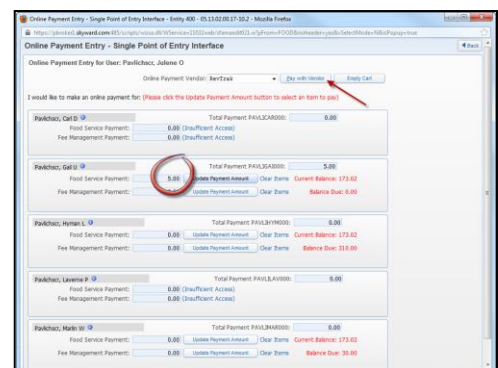 Online Payment Entry - Single Point of Entry Interface - Entity 400 - 05.13.02.00.17-10.2 - Mozilla Firefox
Online Payment Entry - Single Point of Entry Interface
Back
Online Payment Entry for User: Pavlichscr, Jolene O
Online Payment Vendor: RevTrak Pay with Vendor Empty Cart
I would like to make an online payment for: (Please click the Update Payment Amount button to select an item to pay)
Pavlichscr, Carl D Total Payment PAVLICAR000: 0.00
Food Service Payment: 0.00 (Insufficient Access)
Fee Management Payment: 0.00 (Insufficient Access)
Pavlichscr, Gail U Total Payment PAVLIGAI000: 5.00
Food Service Payment: 5.00 Update Payment Amount Clear Items Current Balance: 173.02
Fee Management Payment: Update Payment Amount Clear Items Balance Due: 0.00
Pavlichscr, Hyman L Total Payment PAVLIHYM000: 0.00
Food Service Payment: 0.00 Update Payment Amount Clear Items Current Balance: 173.02
Fee Management Payment: 0.00 Update Payment Amount Clear Items Balance Due: 310.00
Pavlichscr, Laverne P Total Payment PAVLILAV000: 0.00
Food Service Payment: 0.00 (Insufficient Access)
Fee Management Payment: 0.00 (Insufficient Access)
Pavlichscr, Marlin W Total Payment PAVLIMAR000: 0.00
Food Service Payment: 0.00 Update Payment Amount Clear Items Current Balance: 173.02
Fee Management Payment: 0.00 Update Payment Amount Clear Items Balance Due: 30.00